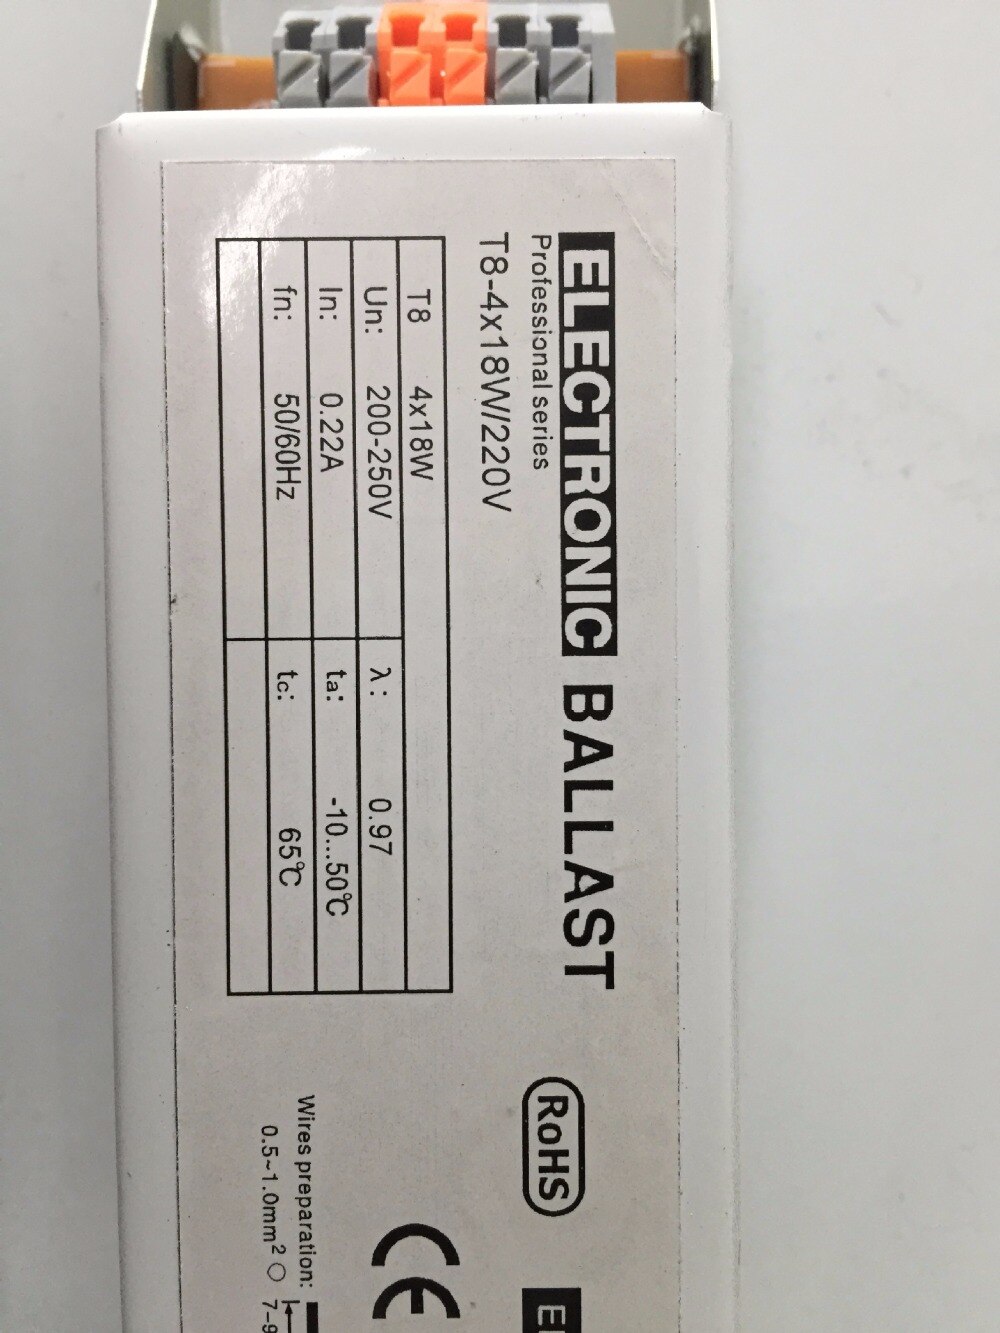 ELECTRONIC BALLAST
Professional series
T8-4x18W/220V
T8 4x18W
Un: 200-250V λ: 0.97
In: 0.22A ta: -10...50℃
fn: 50/60Hz tc: 65℃
RoHS
CE
Wires preparation:
0.5~1.0mm²